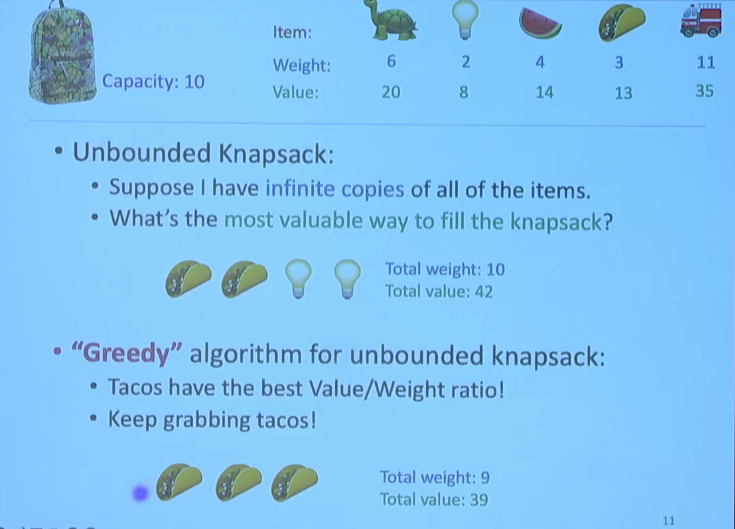 Item:
Weight: 6 2 4 3 11
Capacity: 10
Value: 20 8 14 13 35
• Unbounded Knapsack:
• Suppose I have infinite copies of all of the items.
• What's the most valuable way to fill the knapsack?
Total weight: 10
Total value: 42
• “Greedy” algorithm for unbounded knapsack:
• Tacos have the best Value/Weight ratio!
• Keep grabbing tacos!
Total weight: 9
Total value: 39
11